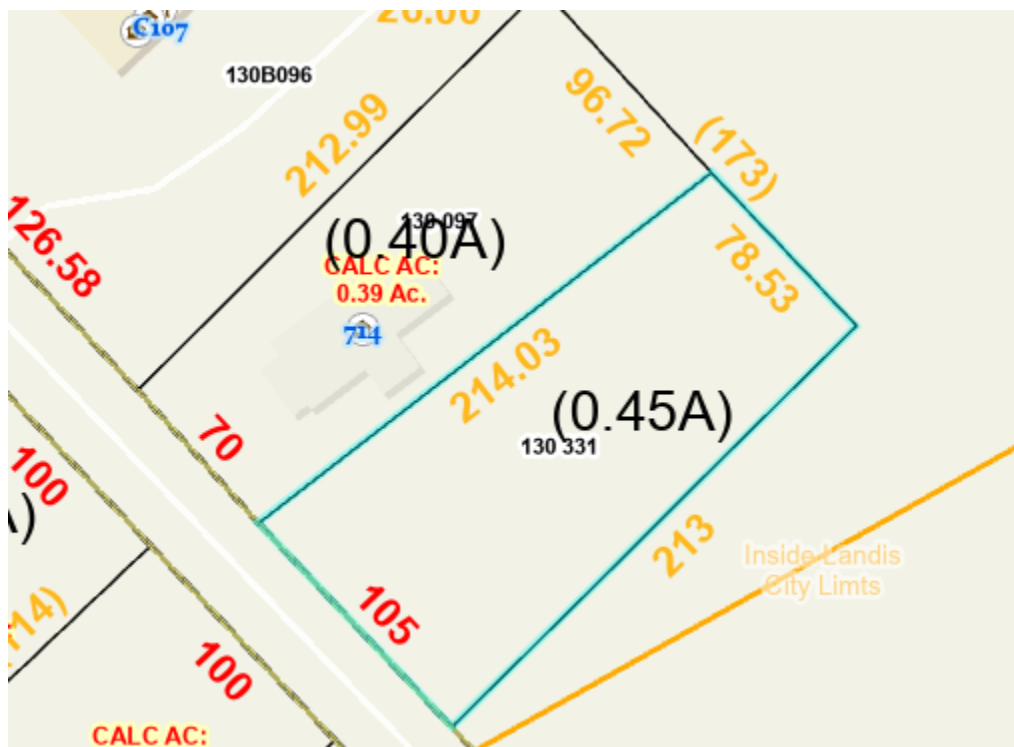 26.00
C107
130B096
212.99
96.72
(173)
126.58
130 097
(0.40A)
CALC AC:
0.39 Ac.
714
78.53
214.03
(0.45A)
130 331
70
100
213
Inside Landis
City Limts
105
100
CALC AC: